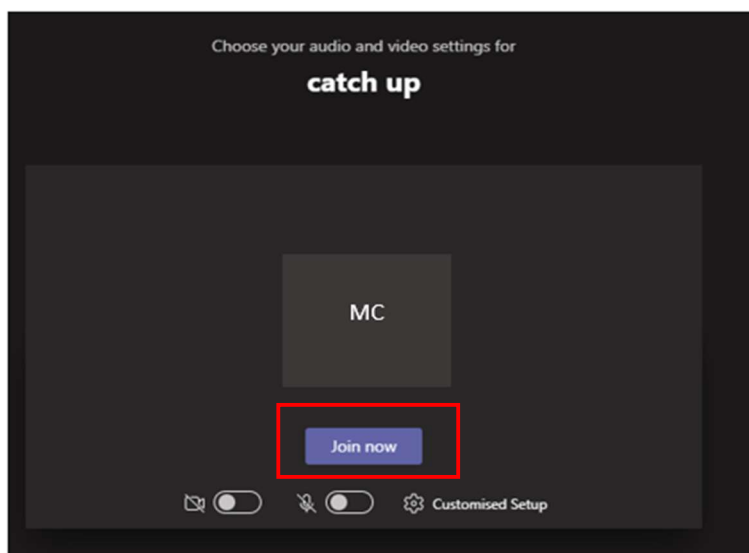 Choose your audio and video settings for
catch up
MC
Join now
Customised Setup